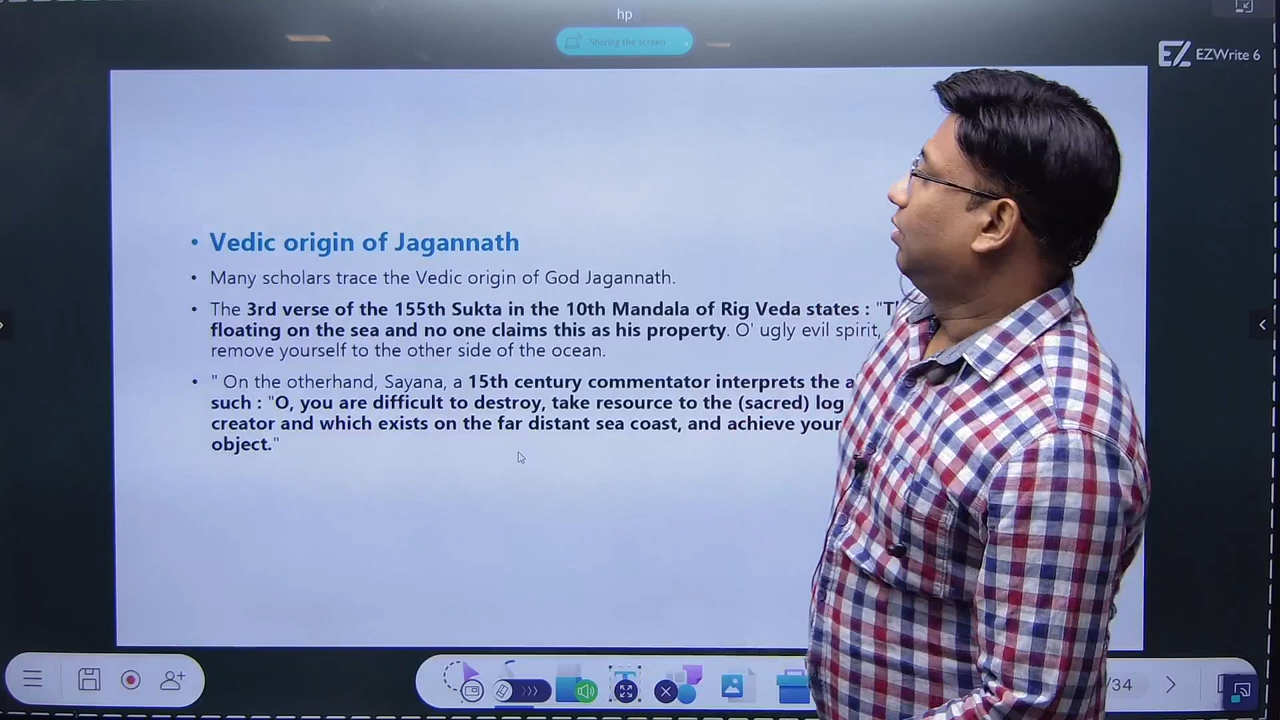 hp
Sharing the screen
EZWrite 6
• Vedic origin of Jagannath
• Many scholars trace the Vedic origin of God Jagannath.
• The 3rd verse of the 155th Sukta in the 10th Mandala of Rig Veda states : "
floating on the sea and no one claims this as his property. O' ugly evil spirit,
remove yourself to the other side of the ocean.
• " On the otherhand, Sayana, a 15th century commentator interprets the
such : "O, you are difficult to destroy, take resource to the (sacred) log
creator and which exists on the far distant sea coast, and achieve your
object."
/34